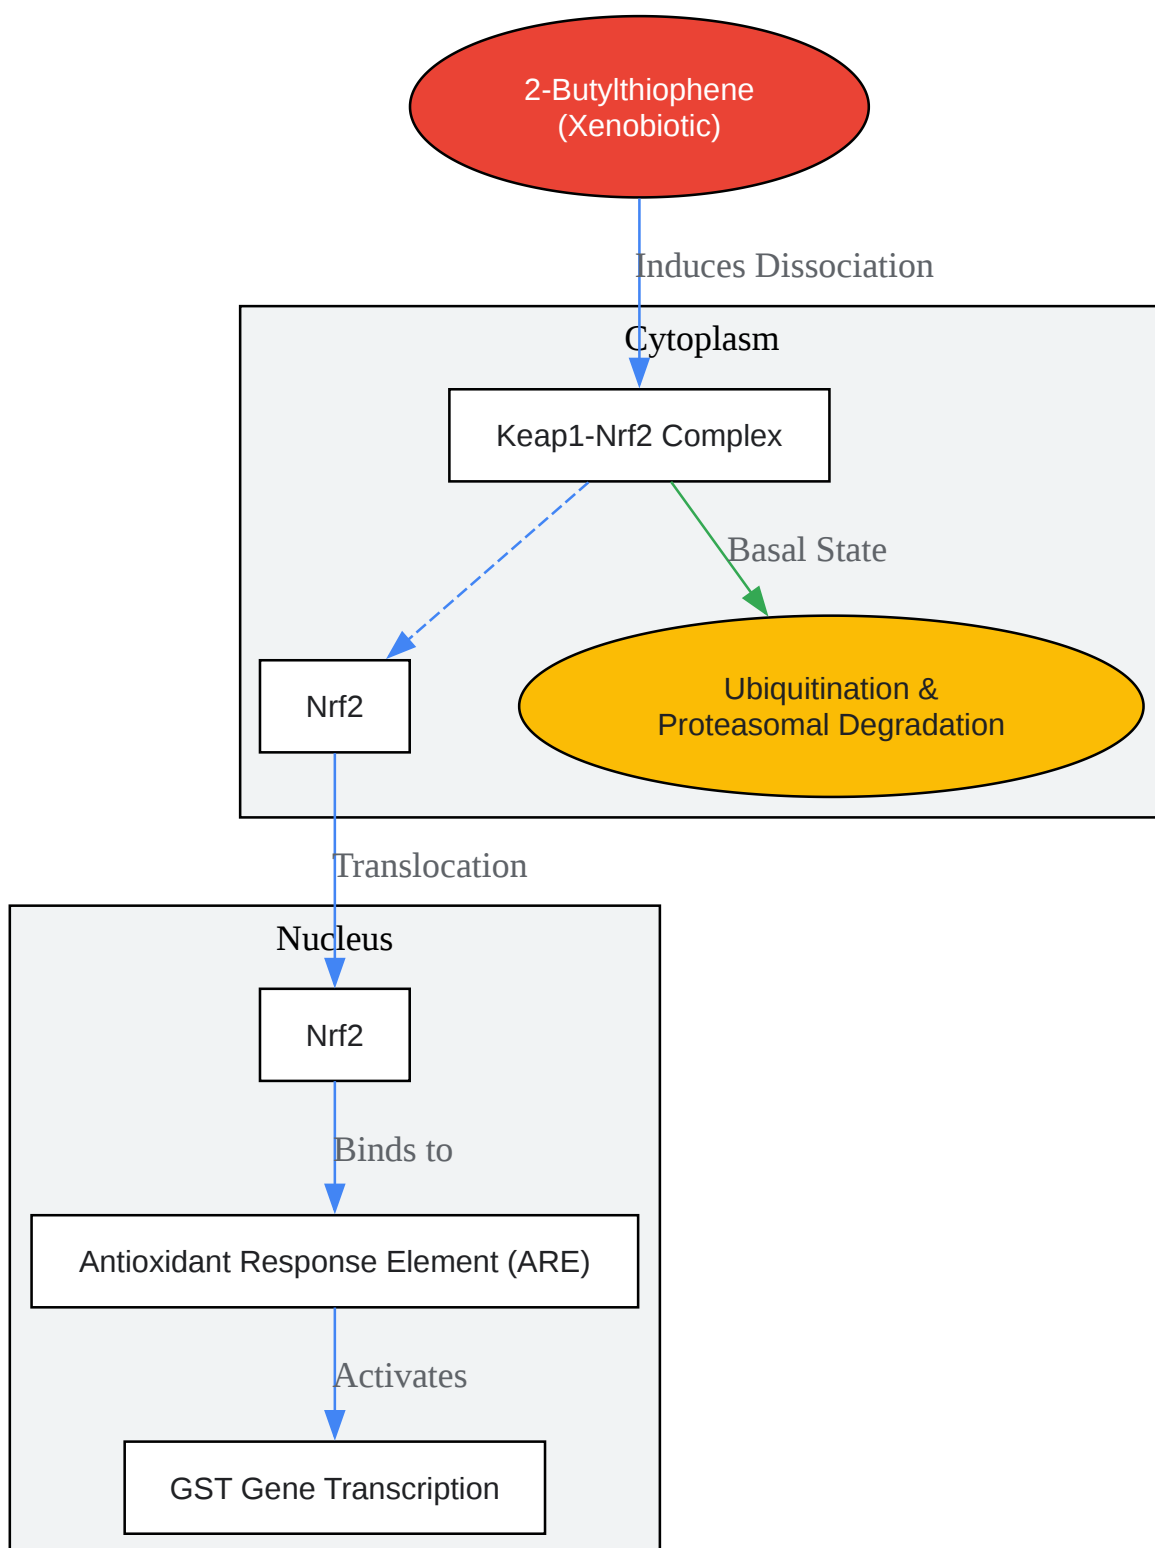 2-Butylthiophene
(Xenobiotic)
Induces Dissociation
Cytoplasm
Keap1-Nrf2 Complex
Basal State
Nrf2
Ubiquitination &
Proteasomal Degradation
Translocation
Nucleus
Nrf2
Binds to
Antioxidant Response Element (ARE)
Activates
GST Gene Transcription